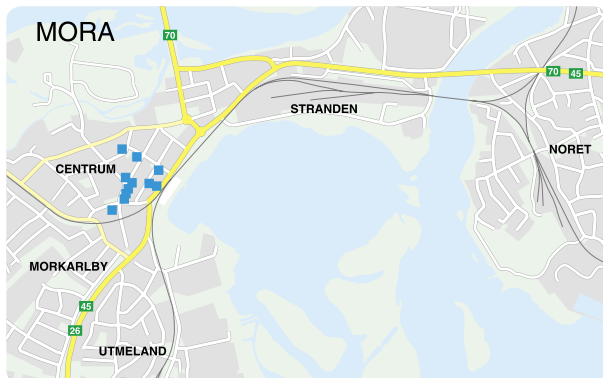 MORA
70
70
45
STRANDEN
NORET
CENTRUM
MORKARLBY
45
26
UTMELAND